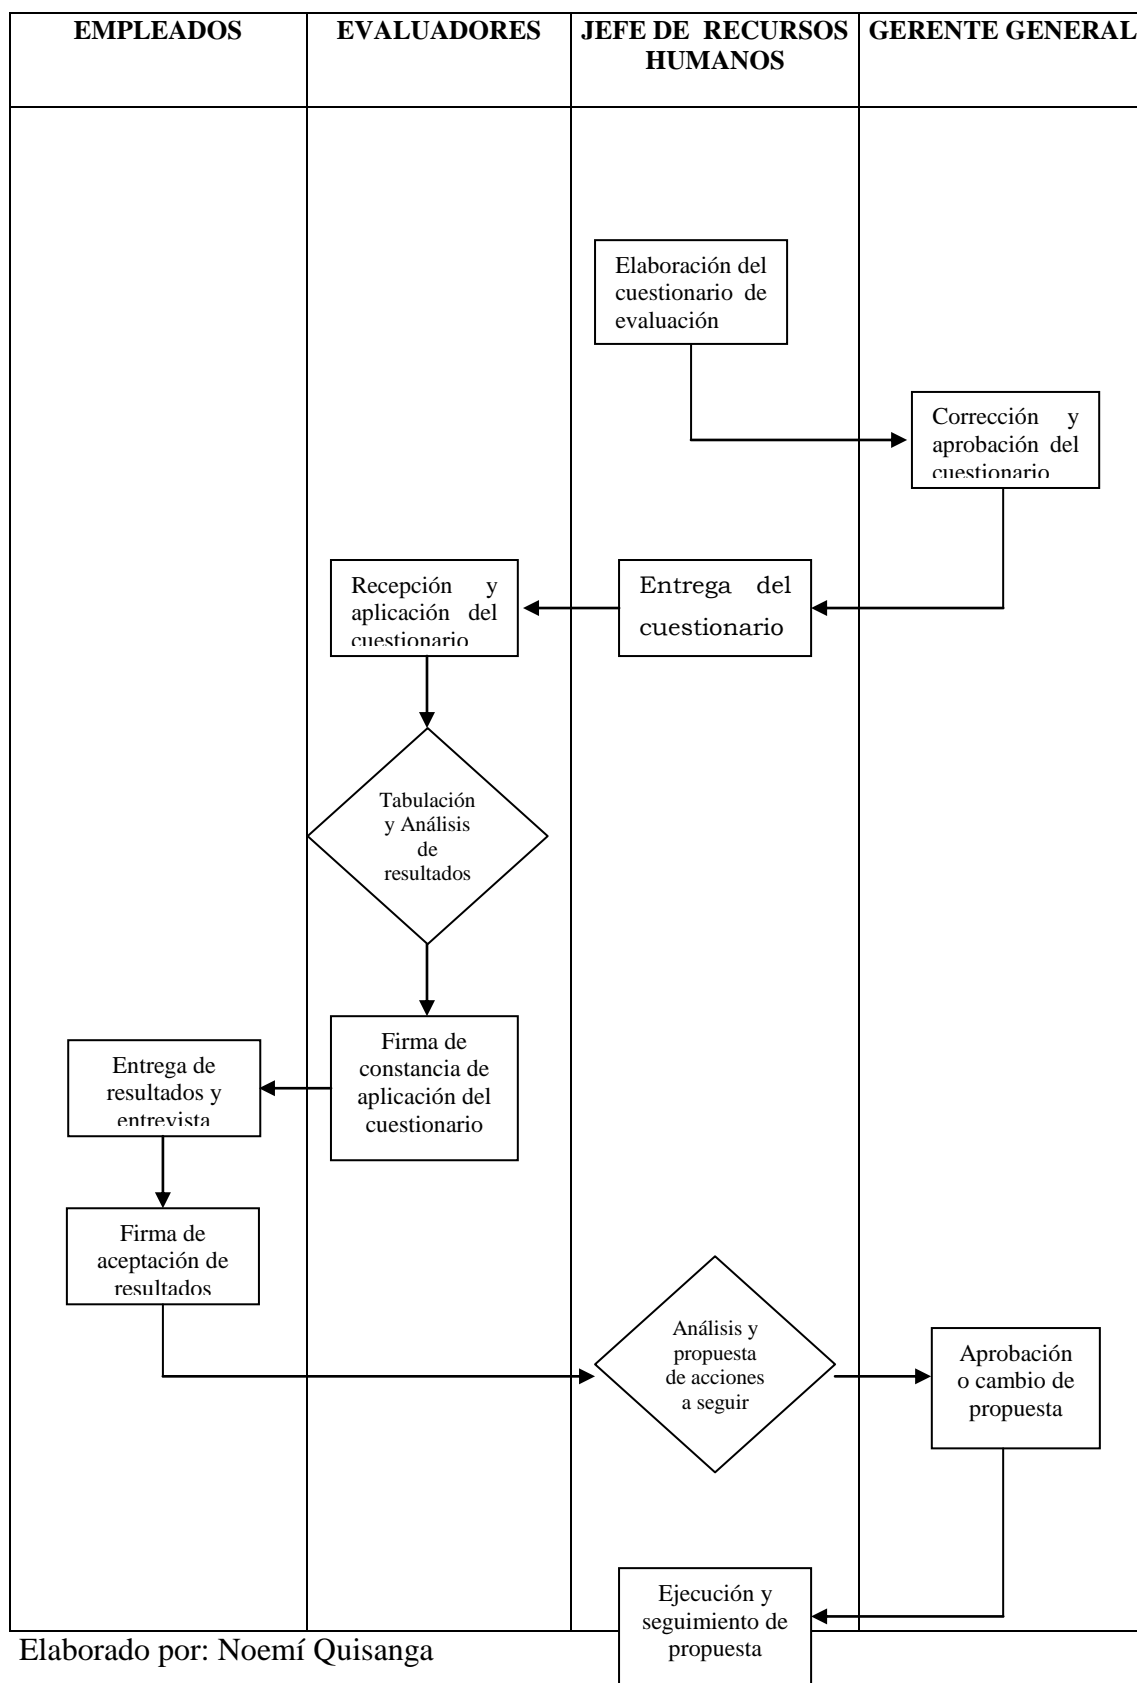 EMPLEADOS
EVALUADORES
JEFE DE RECURSOS
HUMANOS
GERENTE GENERAL
Elaboración del
cuestionario de
evaluación
Corrección y
aprobación del
cuestionario
Entrega del
cuestionario
Recepción y
aplicación del
cuestionario
Tabulación
y Análisis
de
resultados
Firma de
constancia de
aplicación del
cuestionario
Entrega de
resultados y
entrevista
Firma de
aceptación de
resultados
Análisis y
propuesta
de acciones
a seguir
Aprobación
o cambio de
propuesta
Ejecución y
seguimiento de
propuesta
Elaborado por: Noemí Quisanga